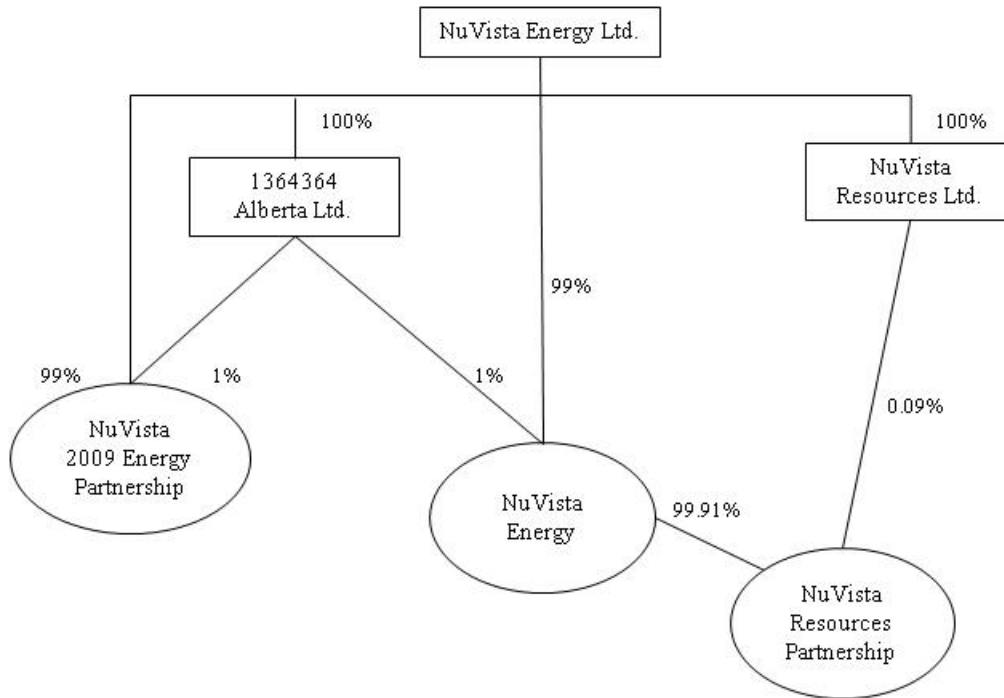 NuVista Energy Ltd.
100%
100%
1364364
Alberta Ltd.
NuVista
Resources Ltd.
99%
99%
1%
1%
0.09%
NuVista
2009 Energy
Partnership
NuVista
Energy
99.91%
NuVista
Resources
Partnership